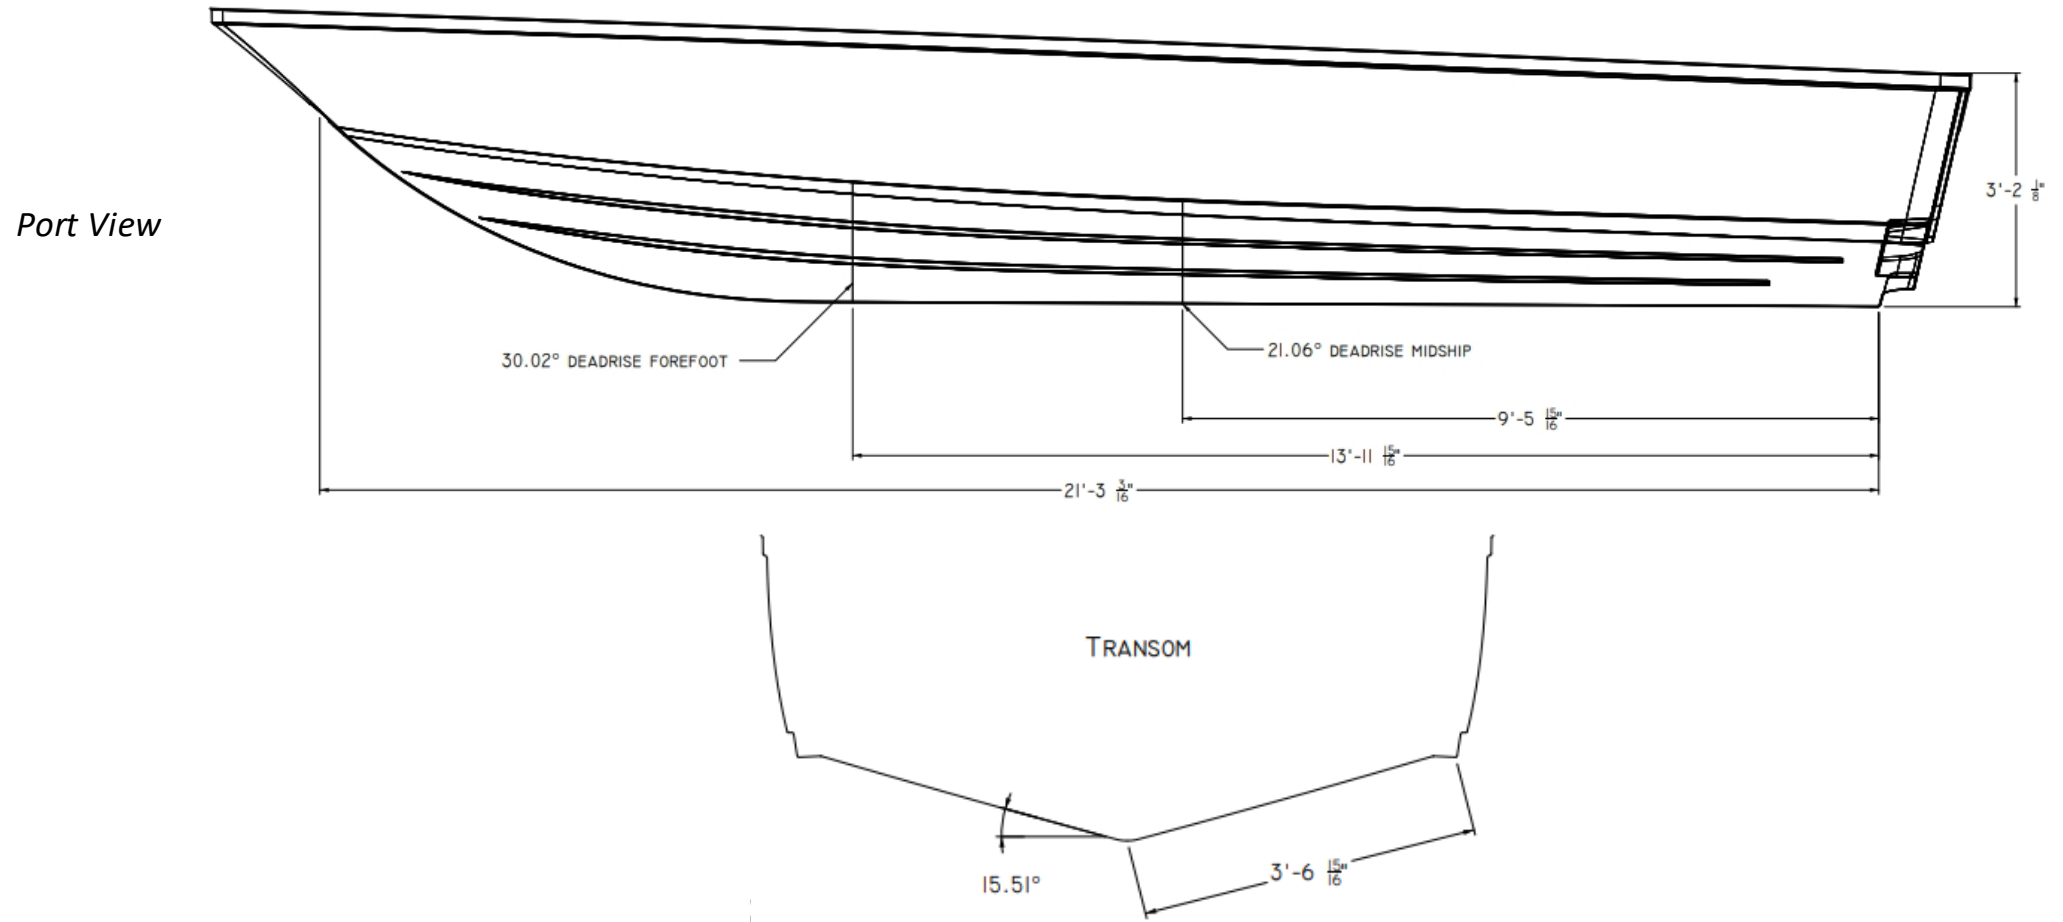 3'-2 1/8"
Port View
30.02° DEADRISE FOREFOOT
21.06° DEADRISE MIDSHIP
9'-5 15/16"
13'-11 15/16"
21'-3 3/16"
TRANSOM
3'-6 15/16"
15.51°